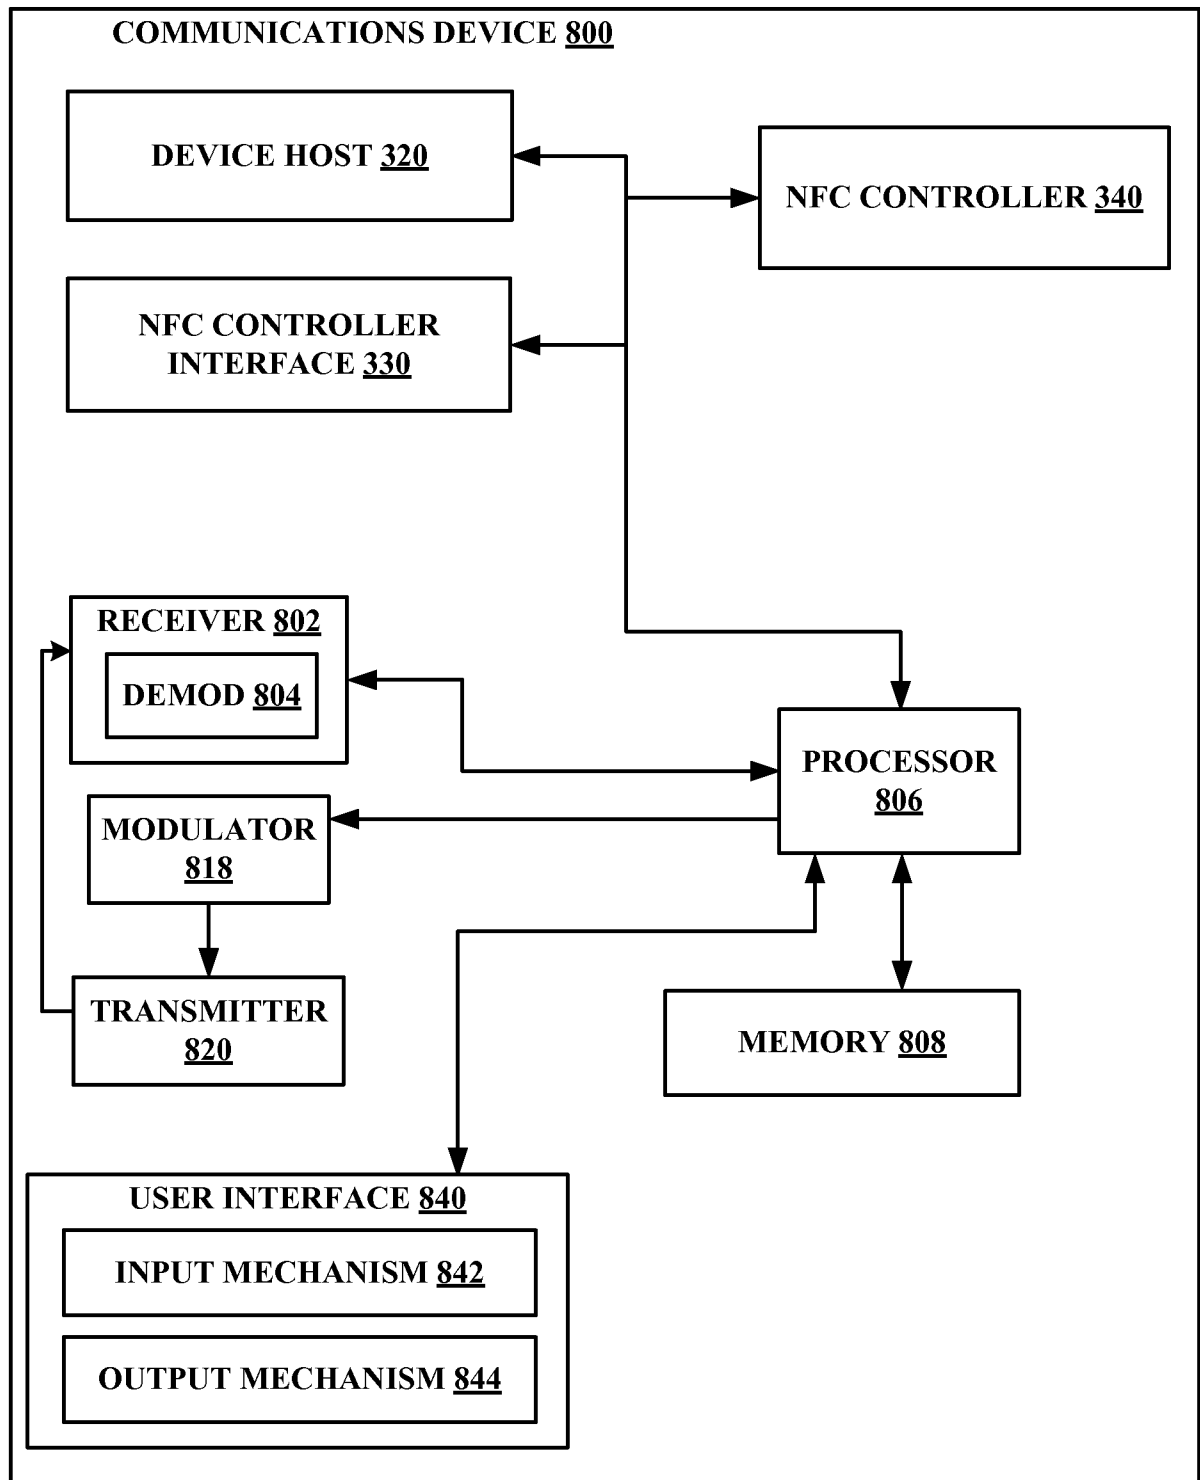 COMMUNICATIONS DEVICE 800
DEVICE HOST 320
NFC CONTROLLER 340
NFC CONTROLLER
INTERFACE 330
RECEIVER 802
DEMOD 804
PROCESSOR
806
MODULATOR
818
TRANSMITTER
820
MEMORY 808
USER INTERFACE 840
INPUT MECHANISM 842
OUTPUT MECHANISM 844